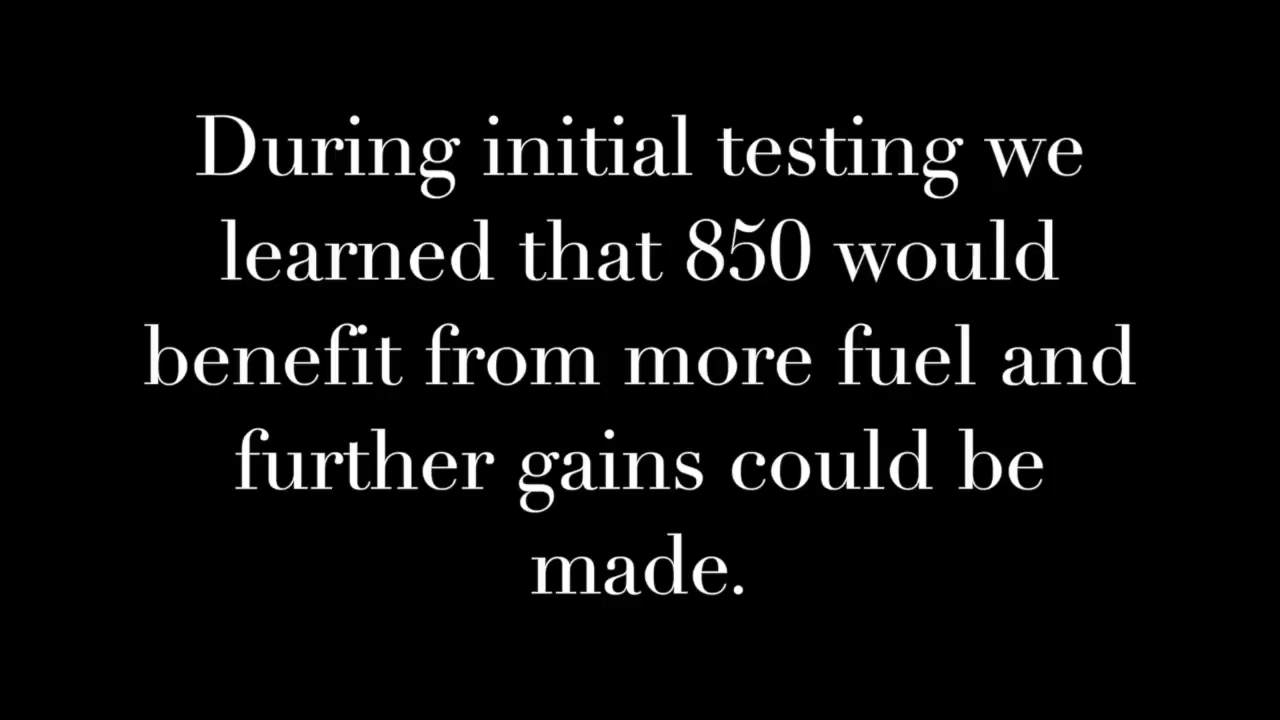 During initial testing we
learned that 850 would
benefit from more fuel and
further gains could be
made.